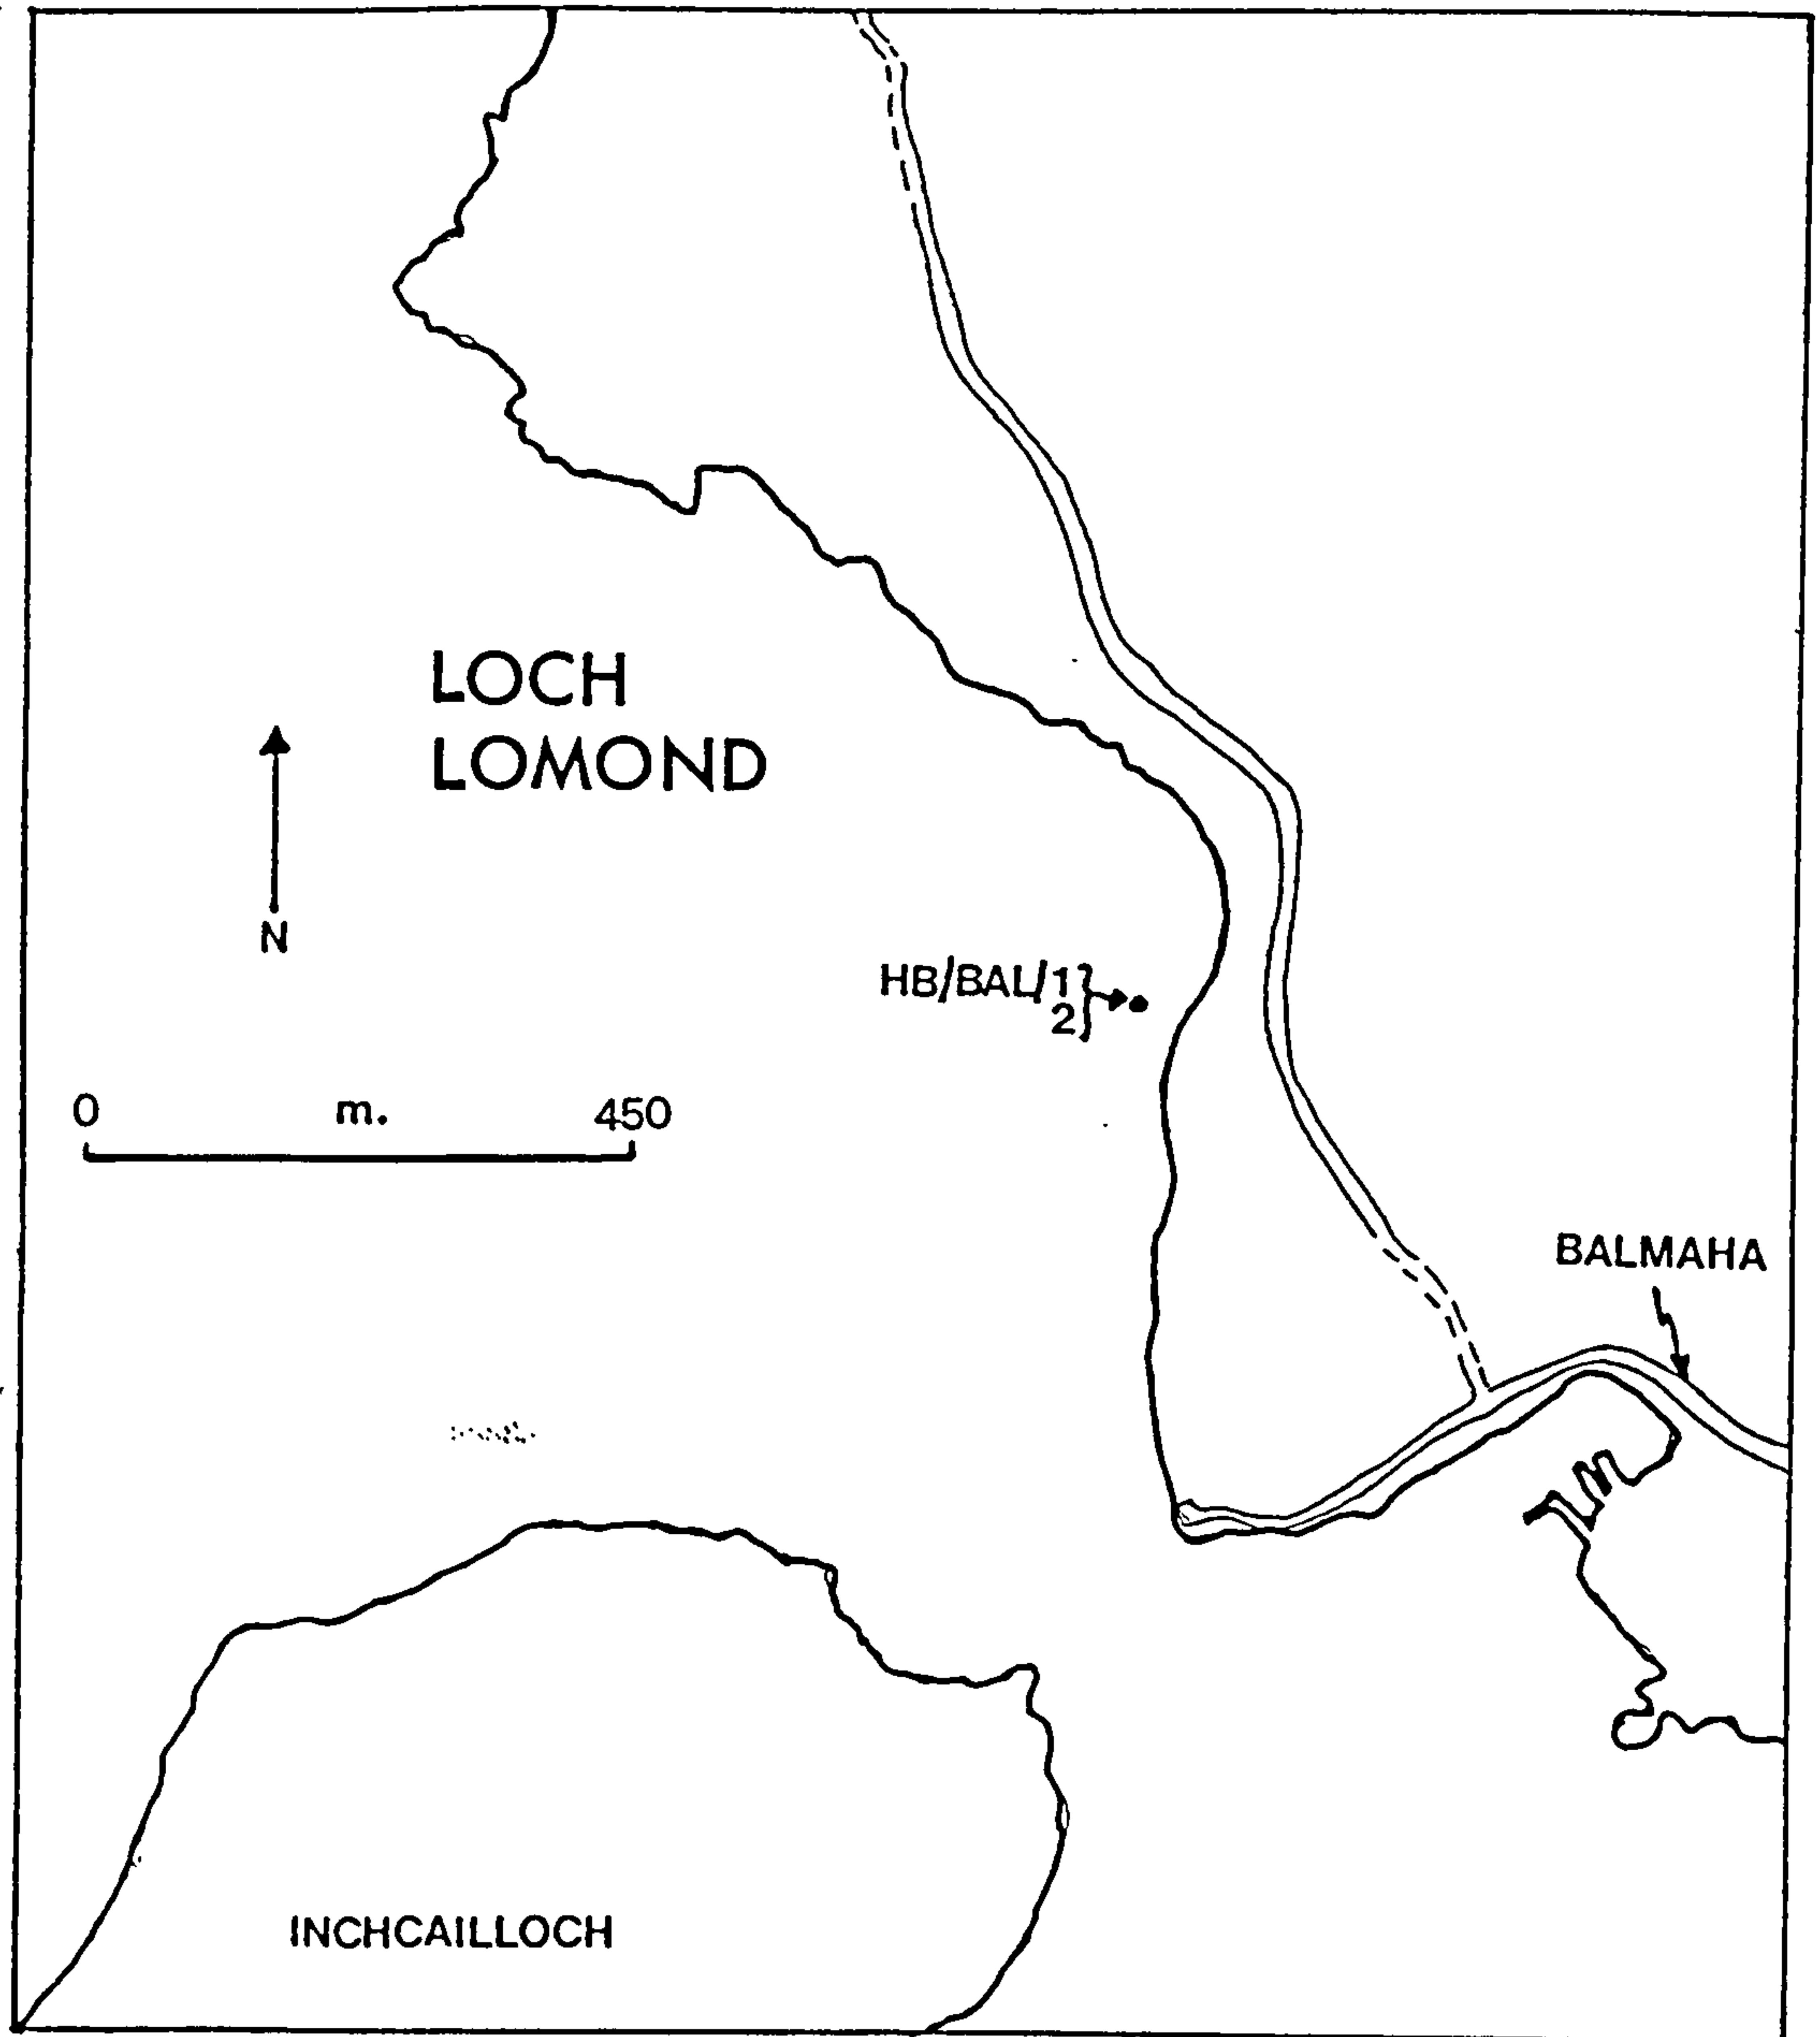 LOCH
LOMOND
N
HB/BAL/1
2
0 m. 450
BALMAHA
INCHCAILLOCH